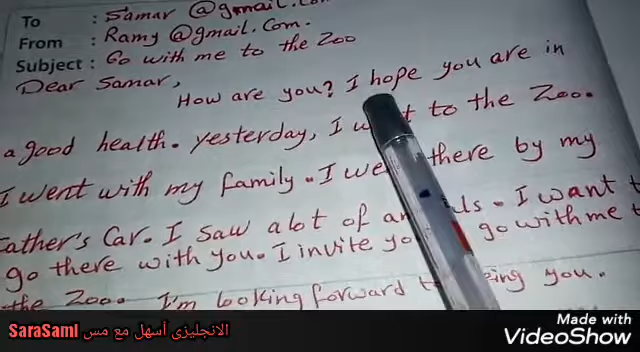 To : Samar @gmail.Co
From : Ramy @gmail.Com.
Subject : Go with me to the Zoo
Dear Samar,
How are you? I hope you are in
a good health. yesterday, I to the Zoo.
I went with my family. I there by my
Father's Car. I saw a lot of . I want
go there with you. I invite go with me
the Zoo. I'm looking forward you.
SaraSamI الانجليزى أسهل مع مس
Made with
VideoShow